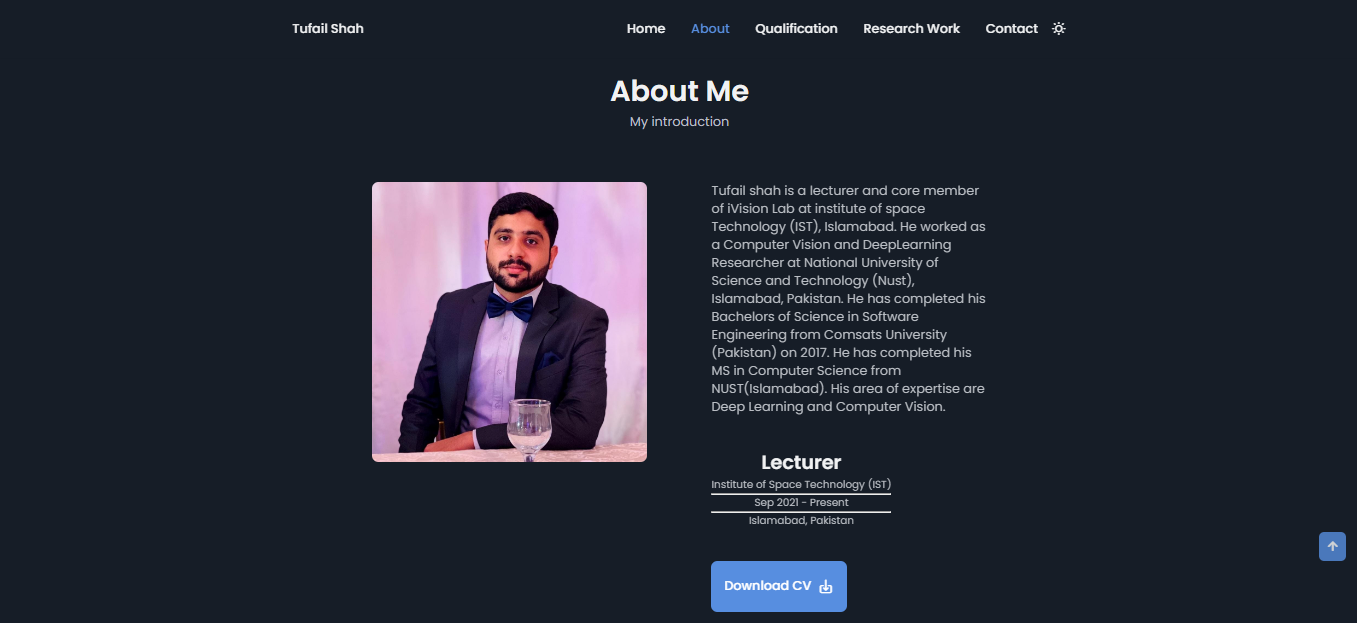 Tufail Shah
Home About Qualification Research Work Contact
About Me
My introduction
Tufail shah is a lecturer and core member
of iVision Lab at institute of space
Technology (IST), Islamabad. He worked as
a Computer Vision and DeepLearning
Researcher at National University of
Science and Technology (Nust),
Islamabad, Pakistan. He has completed his
Bachelors of Science in Software
Engineering from Comsats University
(Pakistan) on 2017. He has completed his
MS in Computer Science from
NUST(Islamabad). His area of expertise are
Deep Learning and Computer Vision.
Lecturer
Institute of Space Technology (IST)
Sep 2021 - Present
Islamabad, Pakistan
Download CV